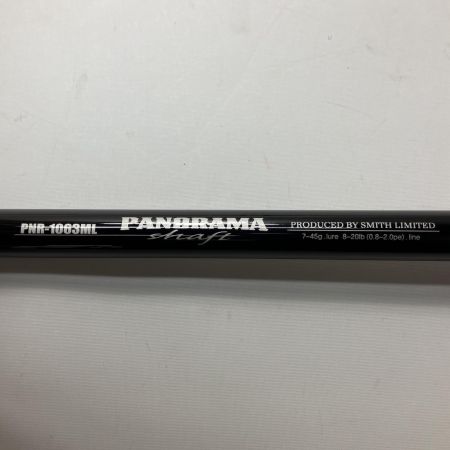 PNR-1063ML
PANORAMA
shaft
PRODUCED BY SMITH LIMITED
7-45g .lure 8-20lb (0.8-2.0pe) . line